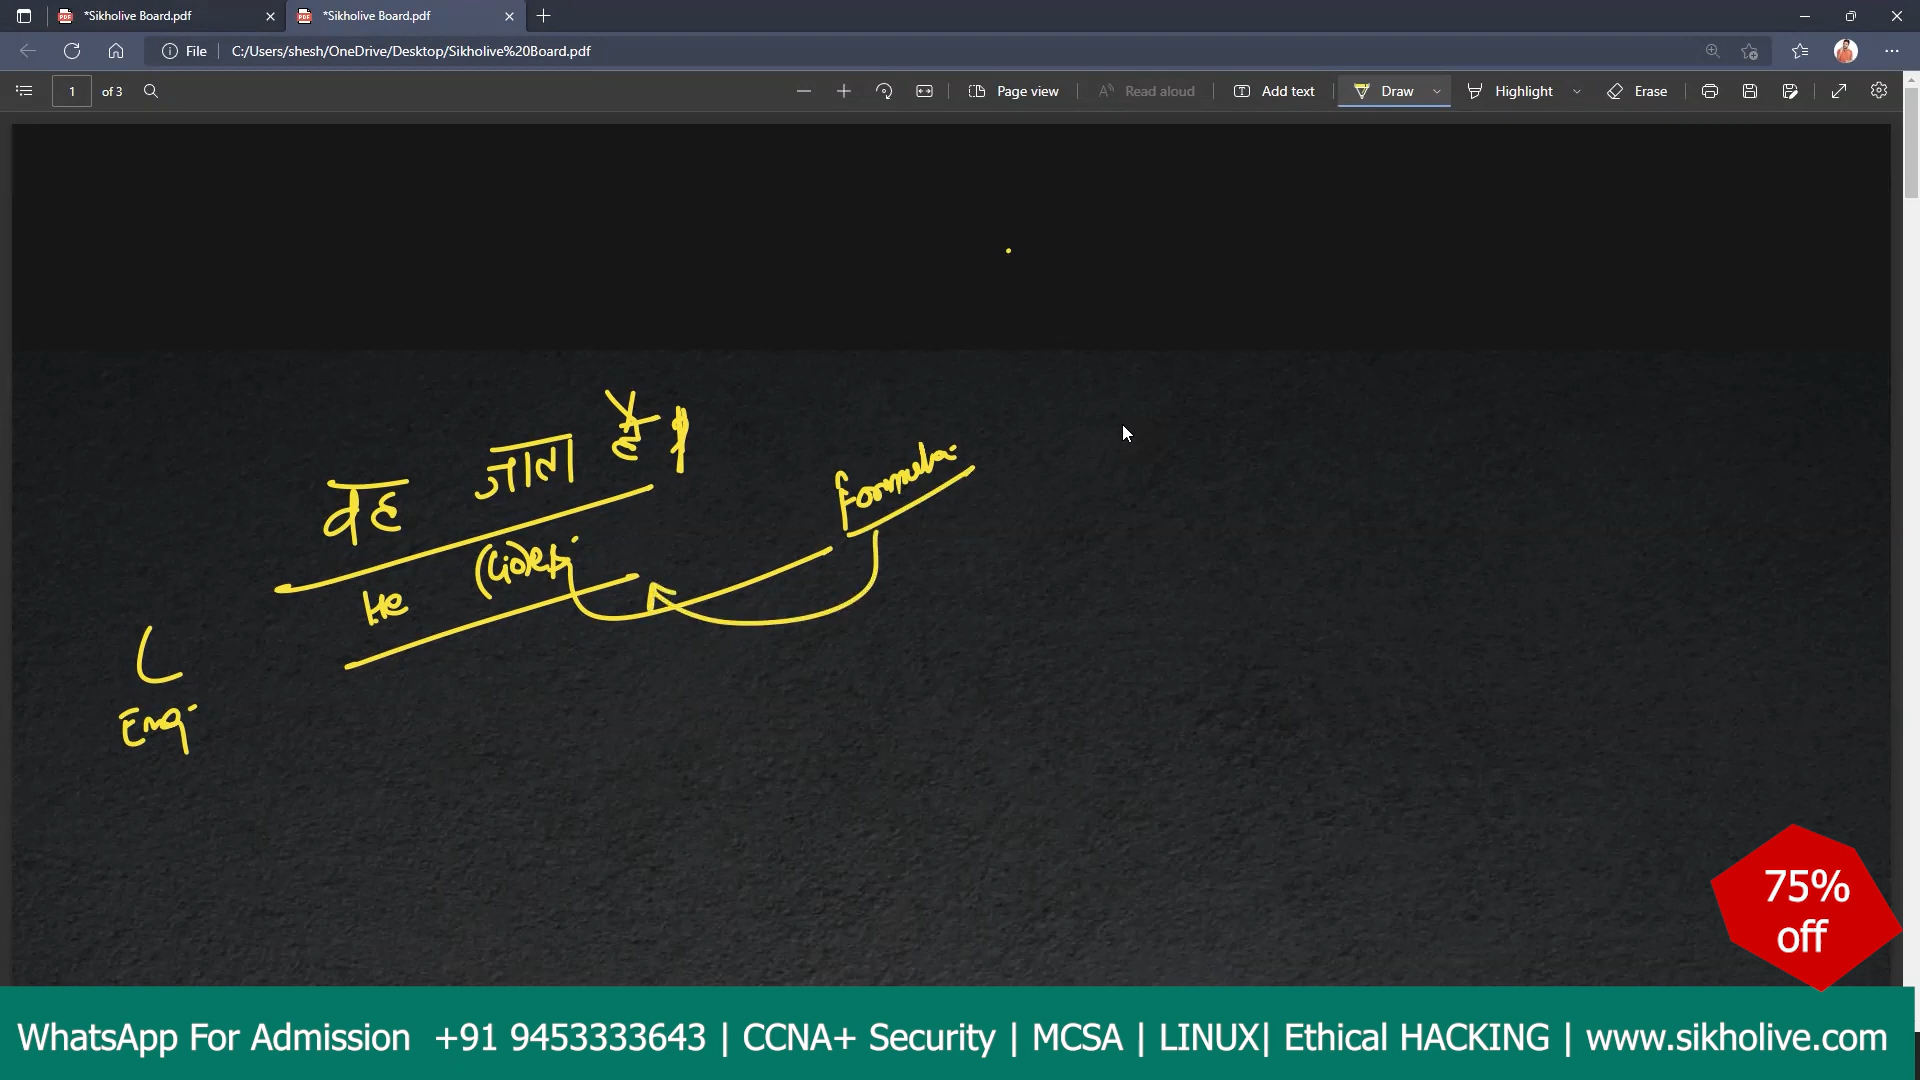 *Sikholive Board.pdf *Sikholive Board.pdf
File C:/Users/shesh/OneDrive/Desktop/Sikholive%20Board.pdf
1 of 3 Page view Read aloud Add text Draw Highlight Erase
वह जाता है।
Formula
He
Eng
75%
off
WhatsApp For Admission +91 9453333643 | CCNA+ Security | MCSA | LINUX| Ethical HACKING | www.sikholive.com